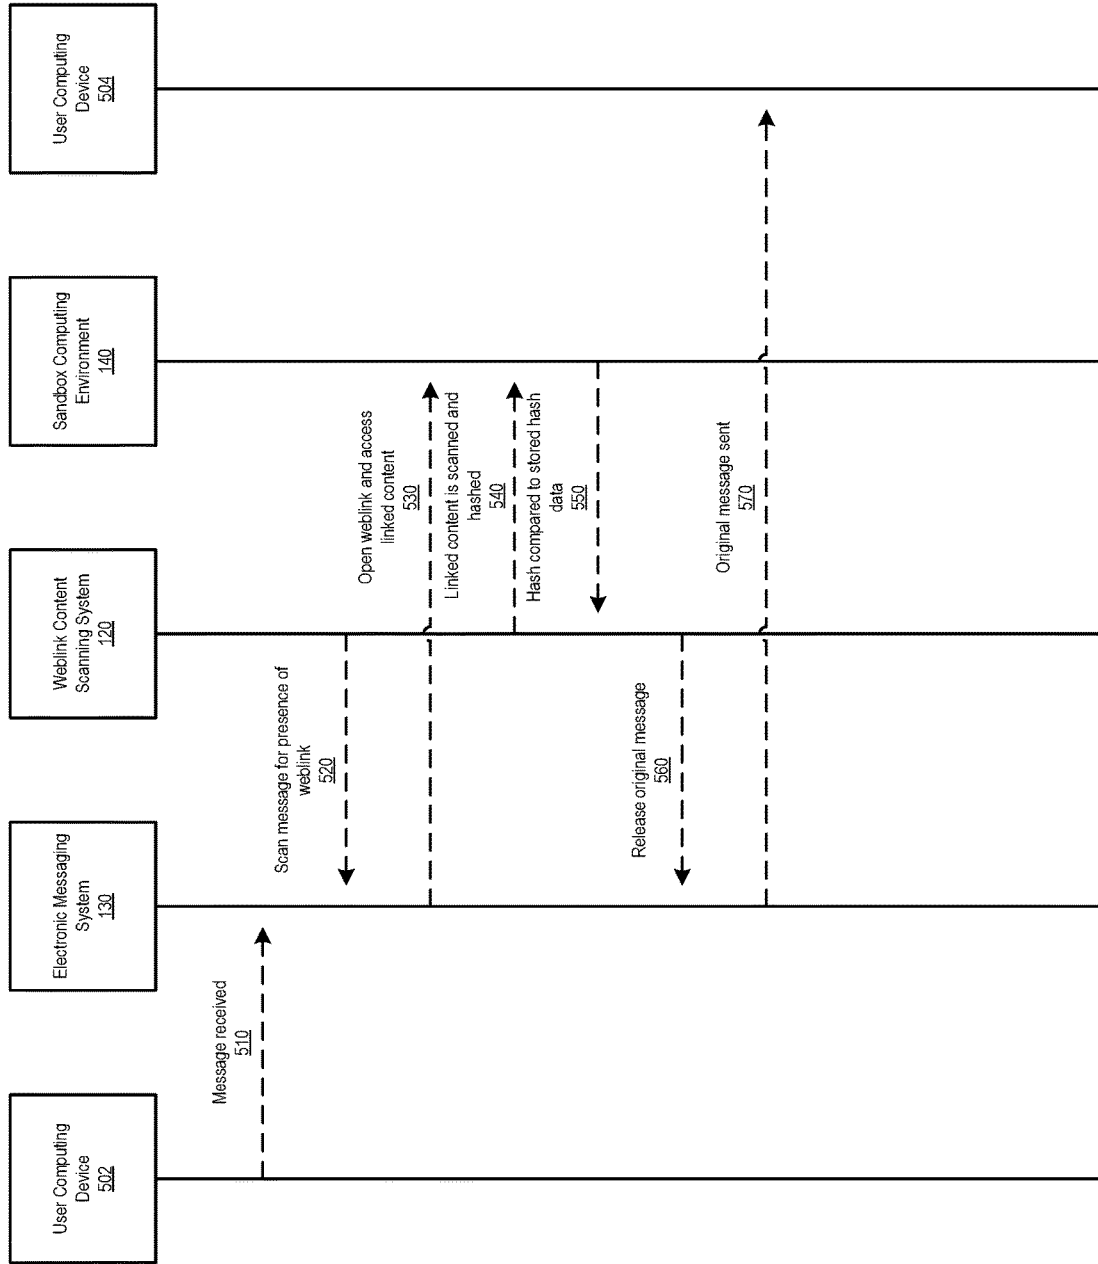 User Computing
Device
502
Electronic Messaging
System
130
Weblink Content
Scanning System
120
Sandbox Computing
Environment
140
User Computing
Device
504
Message received
510
Scan message for presence of
weblink
520
Open weblink and access
linked content
530
Linked content is scanned and
hashed
540
Hash compared to stored hash
data
550
Release original message
560
Original message sent
570